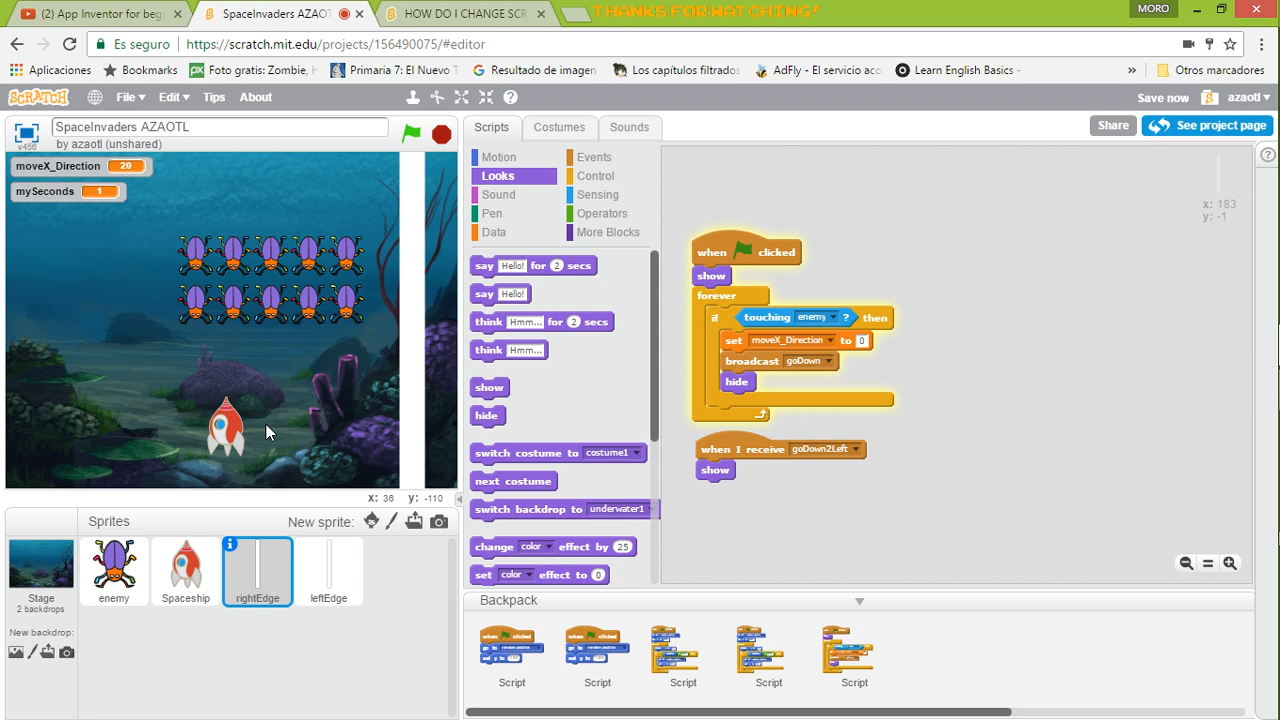 (2) App Inventor for begi
SpaceInvaders AZAOT
HOW DO I CHANGE SCR
THANKS FOR WATCHING
MORO
Es seguro
https://scratch.mit.edu/projects/156490075/#editor
Aplicaciones
Bookmarks
Foto gratis: Zombie, H
Primaria 7: El Nuevo T
Resultado de imagen
Los capítulos filtrados
AdFly - El servicio aco
Learn English Basics -
»
Otros marcadores
SCRATCH
File
Edit
Tips
About
Save now
azaotl
SpaceInvaders AZAOTL
by azaotl (unshared)
v456
Scripts
Costumes
Sounds
Share
See project page
moveX_Direction 20
mySeconds 1
Motion
Events
Looks
Control
Sound
Sensing
Pen
Operators
Data
More Blocks
say Hello! for 2 secs
say Hello!
think Hmm... for 2 secs
think Hmm...
show
hide
switch costume to costume1
next costume
switch backdrop to underwater1
change color effect by 25
set color effect to 0
x: 183
y: -1
when clicked
show
forever
if touching enemy ? then
set moveX_Direction to 0
broadcast goDown
hide
when I receive goDown2Left
show
x: 36 y: -110
Sprites
New sprite:
Stage
2 backdrops
New backdrop:
enemy
Spaceship
rightEdge
leftEdge
Backpack
Script
Script
Script
Script
Script